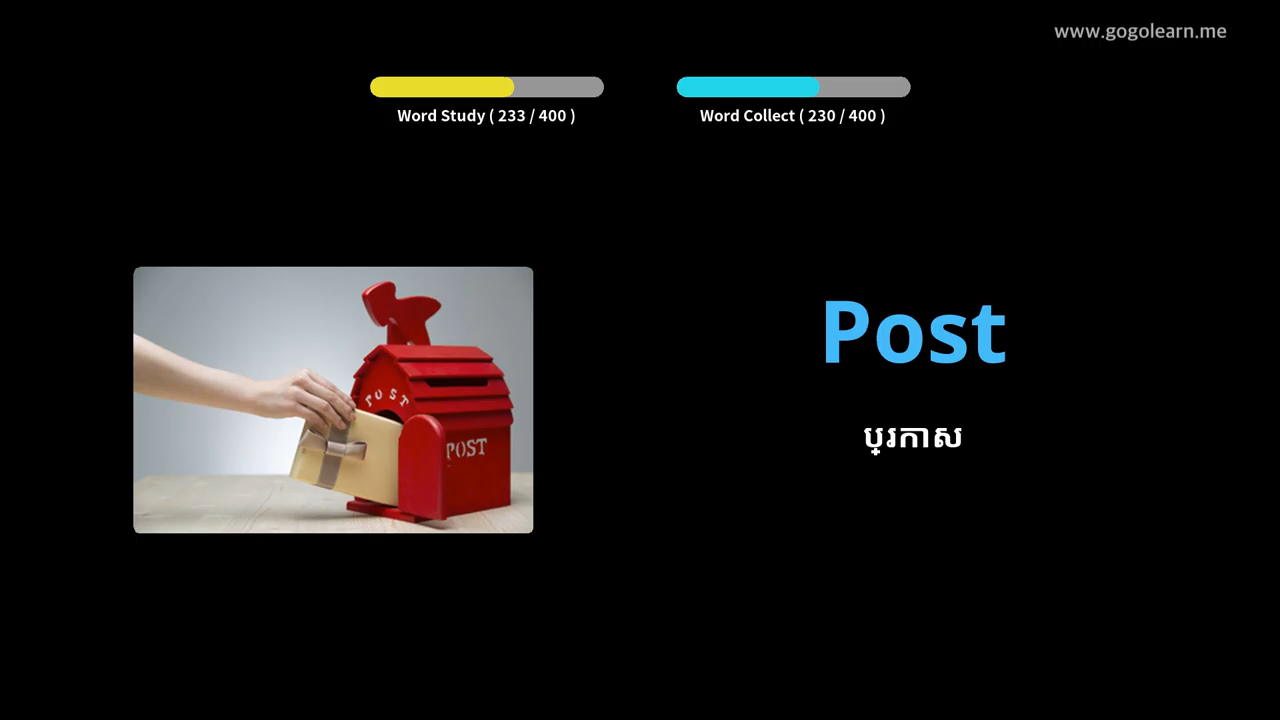 www.gogolearn.me
Word Study ( 233 / 400 )
Word Collect ( 230 / 400 )
POST
POST
Post
ប្រកាស